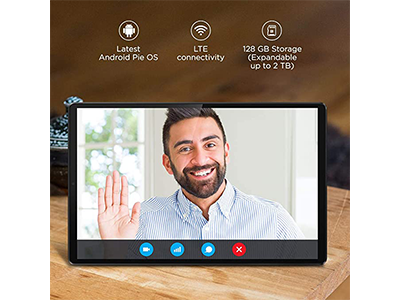 Latest
Android Pie OS
LTE
connectivity
128 GB Storage
(Expandable
up to 2 TB)